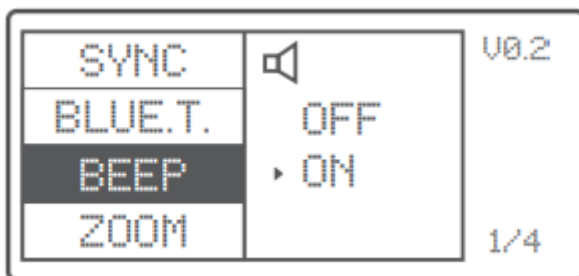 SYNC
BLUE.T.
BEEP
ZOOM
OFF
ON
V0.2
1/4